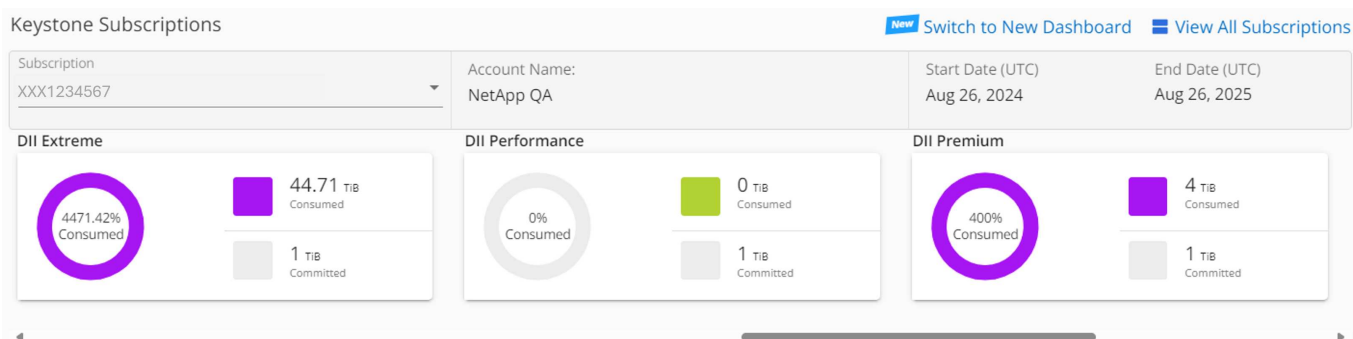 Keystone Subscriptions
New Switch to New Dashboard View All Subscriptions
Subscription
XXX1234567
Account Name:
NetApp QA
Start Date (UTC)
Aug 26, 2024
End Date (UTC)
Aug 26, 2025
DII Extreme
4471.42%
Consumed
44.71 TiB
Consumed
1 TiB
Committed
DII Performance
0%
Consumed
0 TiB
Consumed
1 TiB
Committed
DII Premium
400%
Consumed
4 TiB
Consumed
1 TiB
Committed